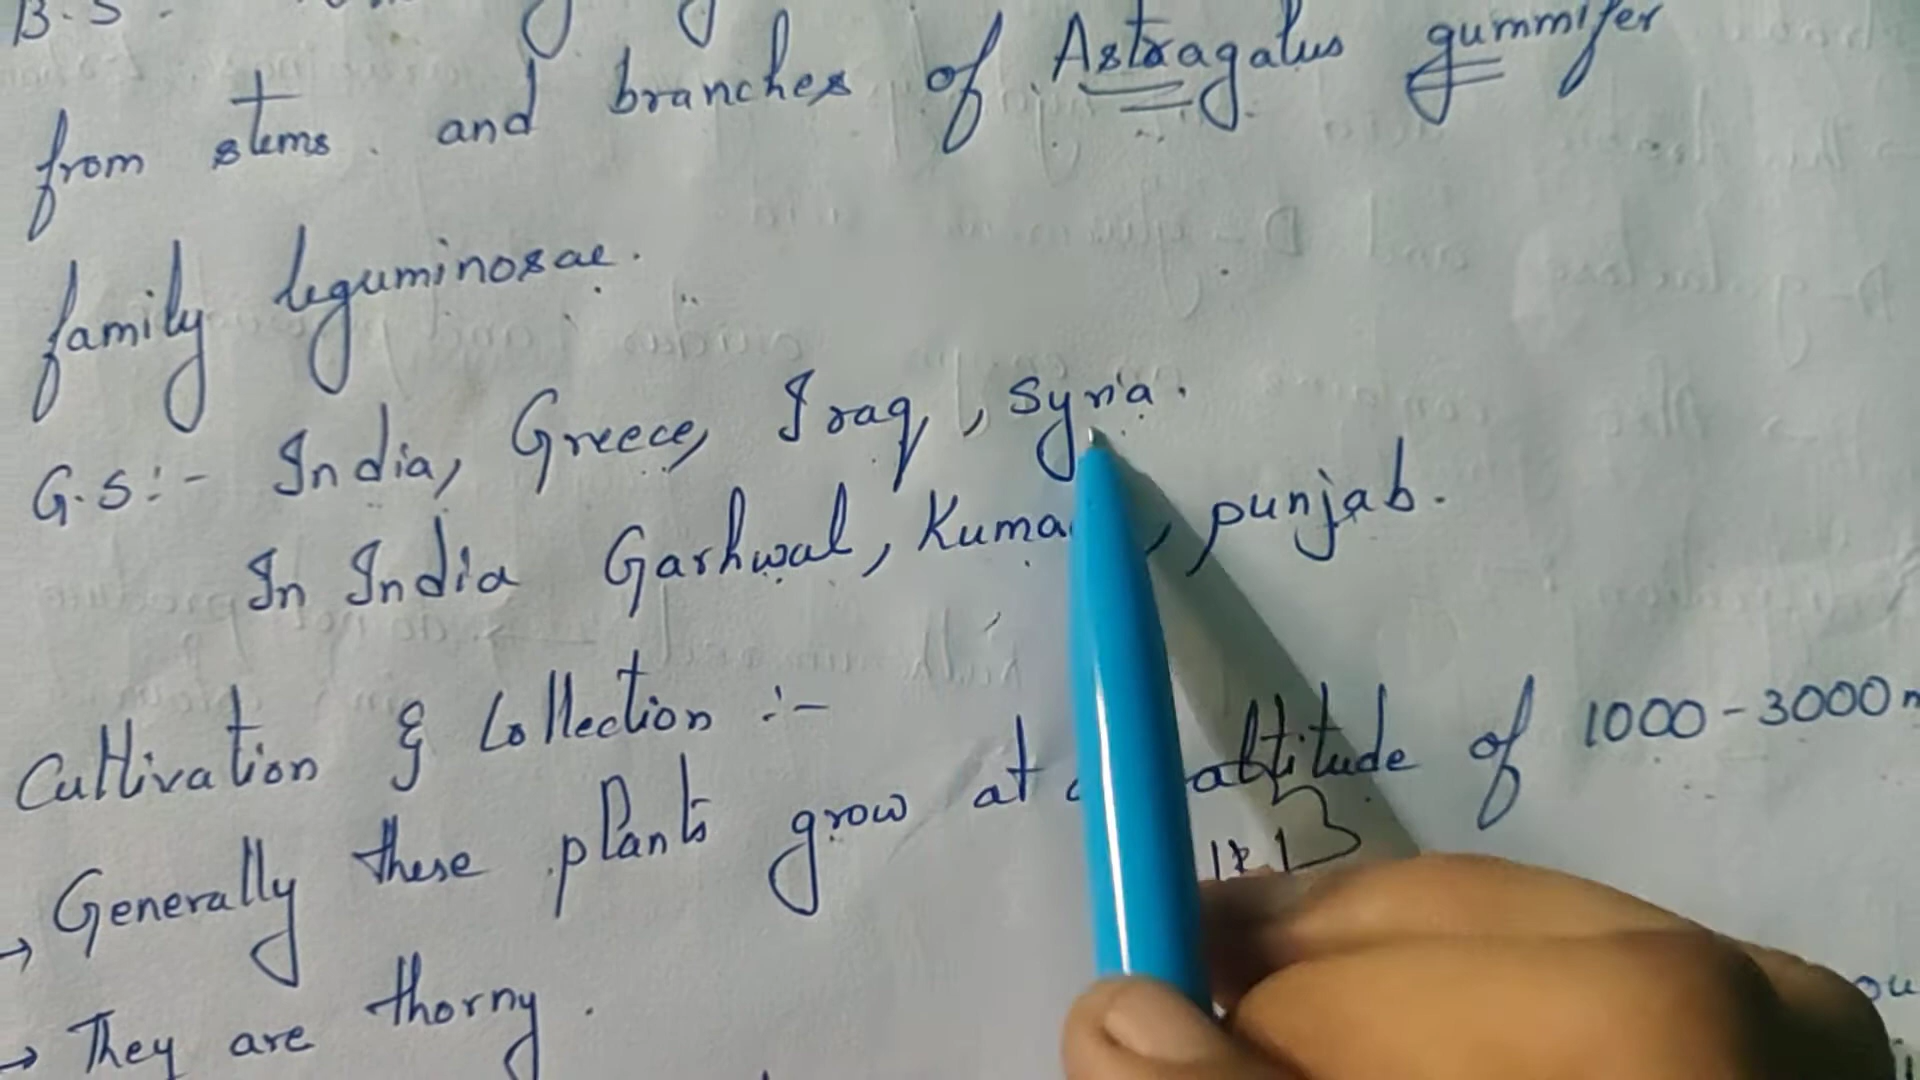 B.S.
from stems and branches of Astragalus gummifer
family leguminosae.
G.S:- India, Greece, Iraq, Syria.
In India Garhwal, Kuma , punjab.
Cultivation & Collection :-
→ Generally these plants grow at altitude of 1000-3000m
→ They are thorny.